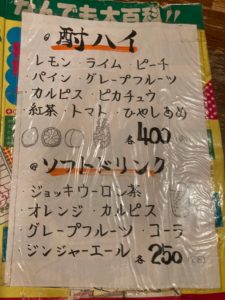 なんでも大百科!!
@ 酎ハイ
レモン・ライム・ピーチ
パイン・グレープフルーツ
カルピス・ピカチュウ
紅茶・トマト・ひやしあめ
各400
@ ソフトドリンク
ジョッキウーロン茶
・オレンジ・カルピス・
グレープフルーツ・コーラ
ジンジャーエール 各250